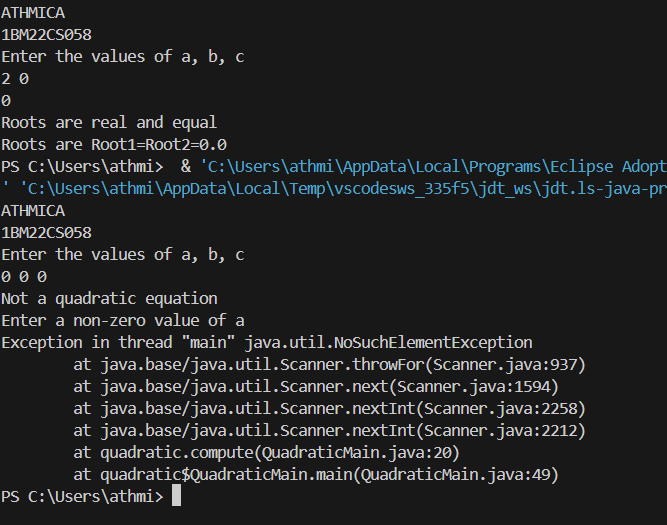 ATHMICA
1BM22CS058
Enter the values of a, b, c
2 0
0
Roots are real and equal
Roots are Root1=Root2=0.0
PS C:\Users\athmi>  & 'C:\Users\athmi\AppData\Local\Programs\Eclipse Adopt
' 'C:\Users\athmi\AppData\Local\Temp\vscodesws_335f5\jdt_ws\jdt.ls-java-pr
ATHMICA
1BM22CS058
Enter the values of a, b, c
0 0 0
Not a quadratic equation
Enter a non-zero value of a
Exception in thread "main" java.util.NoSuchElementException
        at java.base/java.util.Scanner.throwFor(Scanner.java:937)
        at java.base/java.util.Scanner.next(Scanner.java:1594)
        at java.base/java.util.Scanner.nextInt(Scanner.java:2258)
        at java.base/java.util.Scanner.nextInt(Scanner.java:2212)
        at quadratic.compute(QuadraticMain.java:20)
        at quadratic$QuadraticMain.main(QuadraticMain.java:49)
PS C:\Users\athmi>